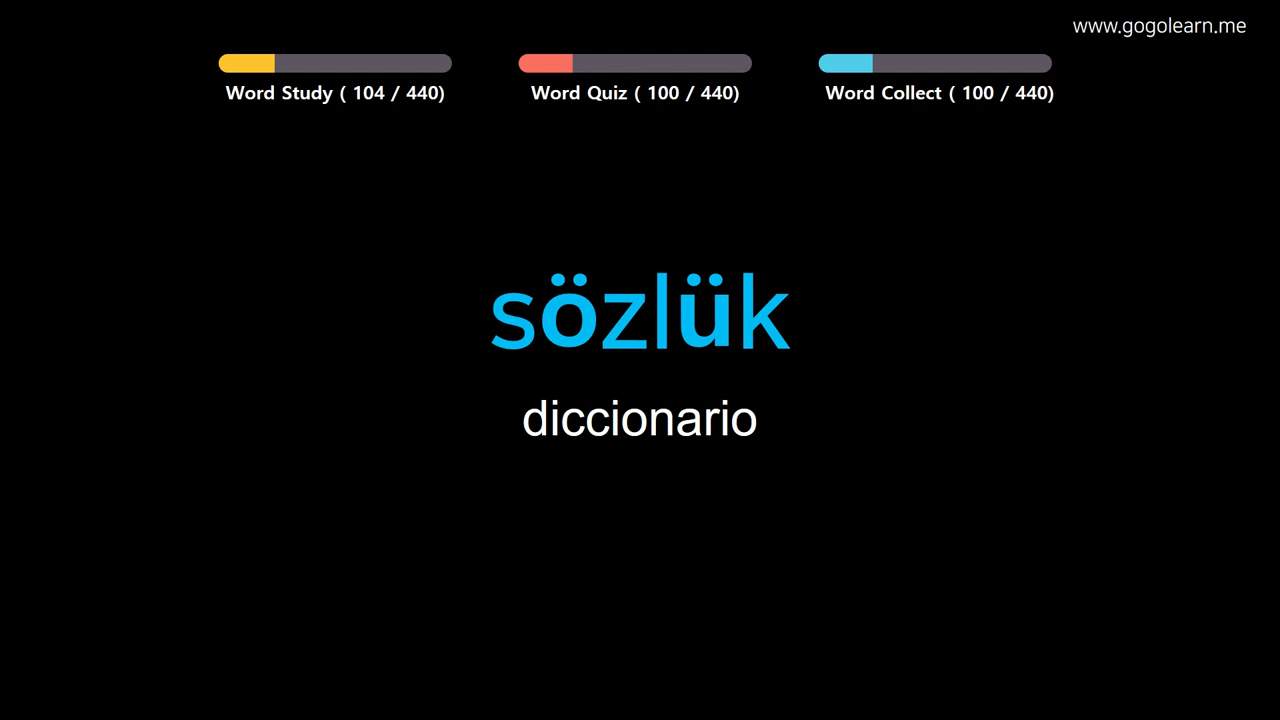 www.gogolearn.me
Word Study ( 104 / 440)
Word Quiz ( 100 / 440)
Word Collect ( 100 / 440)
sözlük
diccionario